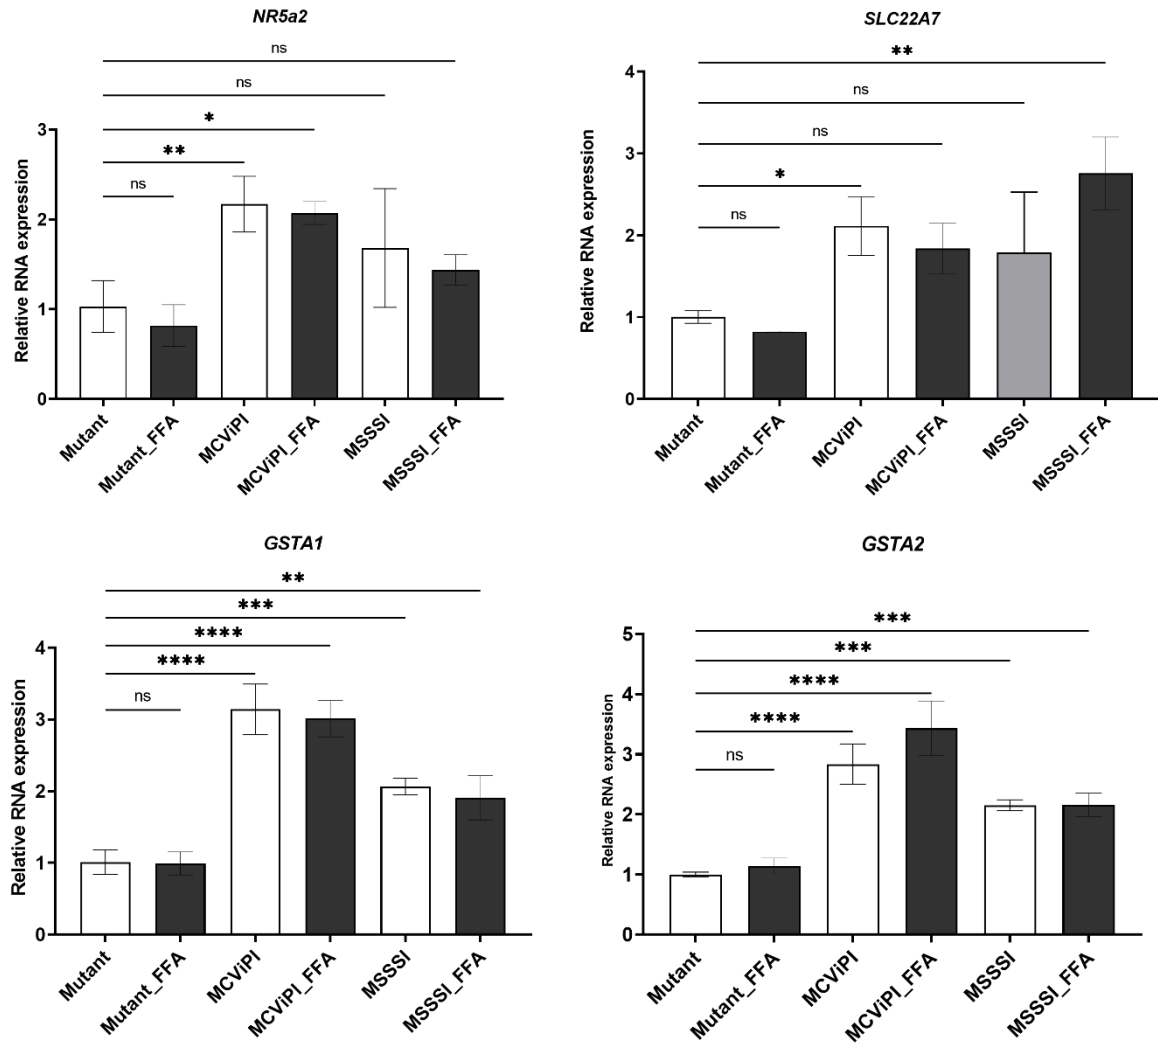 NR5a2
ns
ns
*
**
ns
Relative RNA expression
3
2
1
0
Mutant
Mutant_FFA
MCViPI
MCViPI_FFA
MSSSI
MSSSI_FFA
SLC22A7
**
ns
ns
*
ns
Relative RNA expression
4
3
2
1
0
Mutant
Mutant_FFA
MCViPI
MCViPI_FFA
MSSSI
MSSSI_FFA
GSTA1
**
***
****
****
ns
Relative RNA expression
4
3
2
1
0
Mutant
Mutant_FFA
MCViPI
MCViPI_FFA
MSSSI
MSSSI_FFA
GSTA2
***
***
****
****
ns
Relative RNA expression
5
4
3
2
1
0
Mutant
Mutant_FFA
MCViPI
MCViPI_FFA
MSSSI
MSSSI_FFA